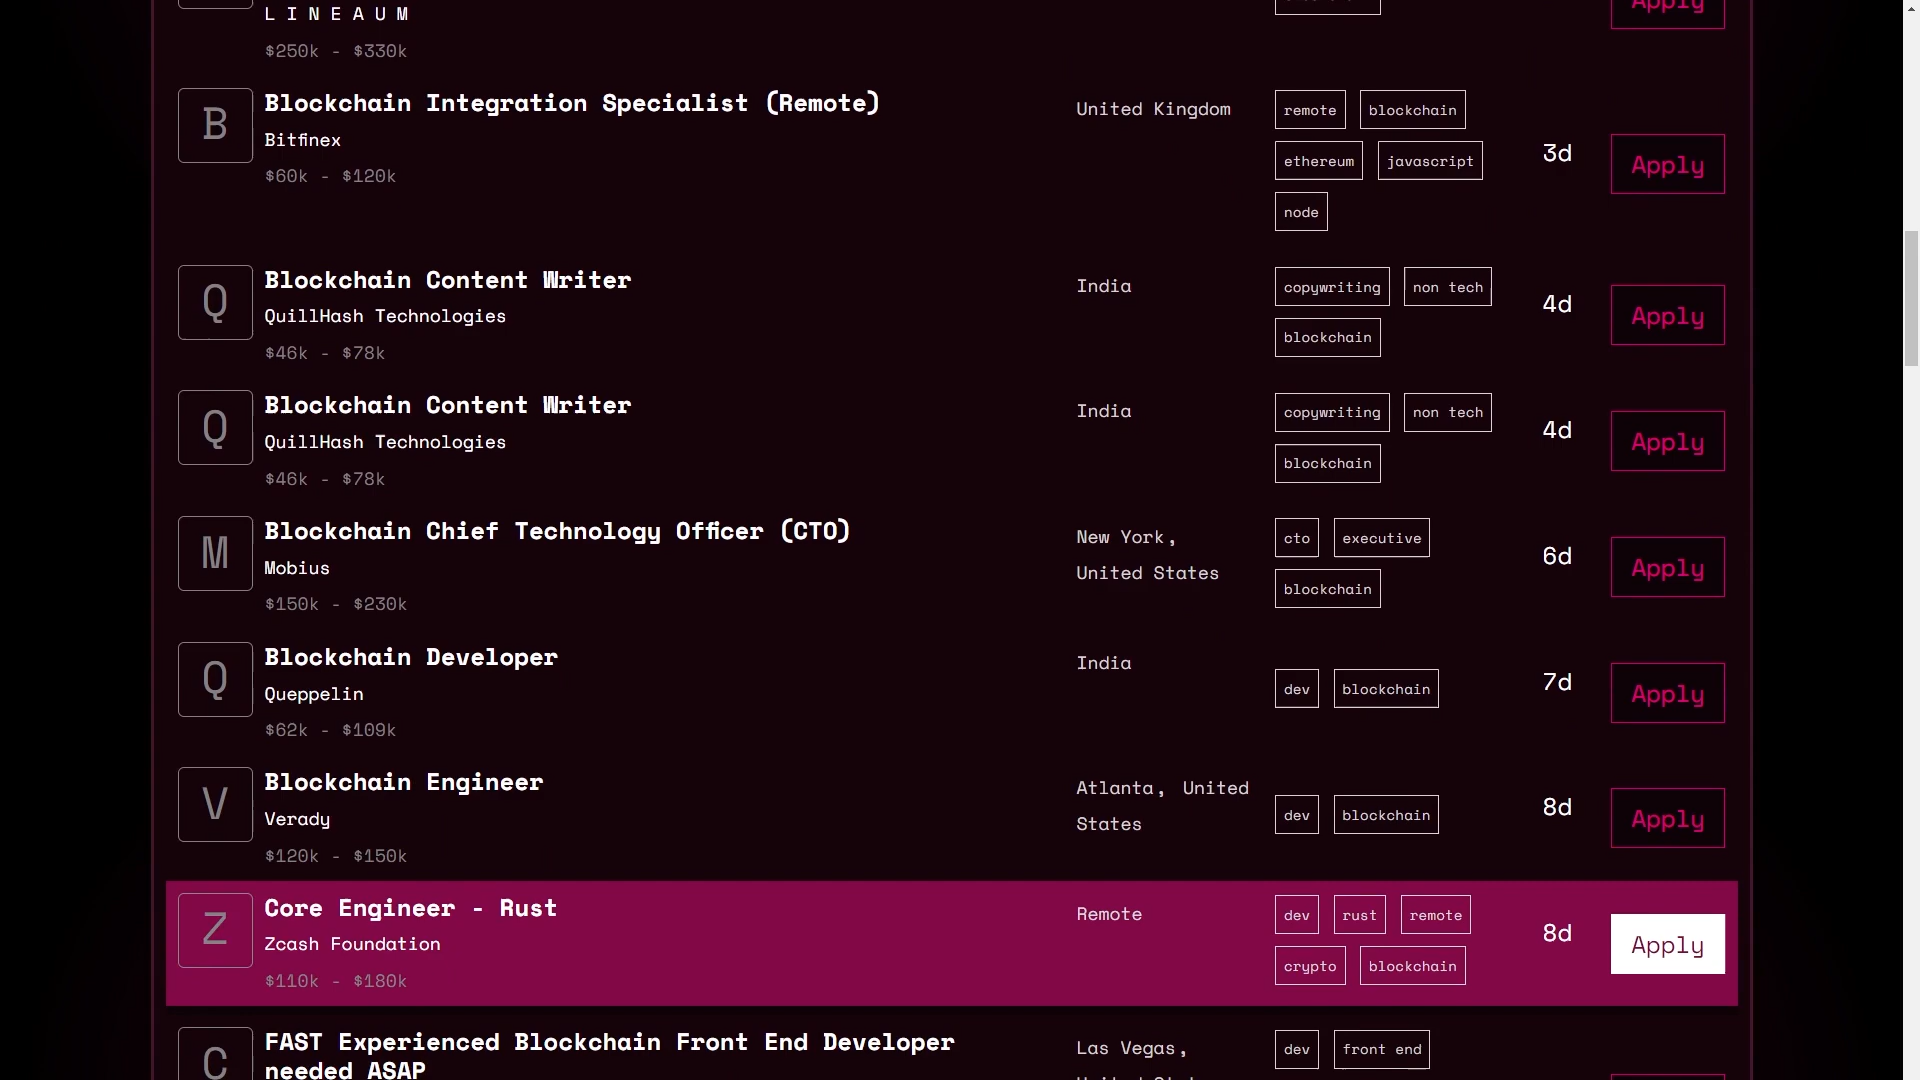 L I N E A U M
$250k - $330k
Apply
B
Blockchain Integration Specialist (Remote)
Bitfinex
$60k - $120k
United Kingdom
remote blockchain
ethereum javascript
node
3d
Apply
Q
Blockchain Content Writer
QuillHash Technologies
$46k - $78k
India
copywriting non tech
blockchain
4d
Apply
Q
Blockchain Content Writer
QuillHash Technologies
$46k - $78k
India
copywriting non tech
blockchain
4d
Apply
M
Blockchain Chief Technology Officer (CTO)
Mobius
$150k - $230k
New York,
United States
cto executive
blockchain
6d
Apply
Q
Blockchain Developer
Queppelin
$62k - $109k
India
dev blockchain
7d
Apply
V
Blockchain Engineer
Verady
$120k - $150k
Atlanta, United
States
dev blockchain
8d
Apply
Z
Core Engineer - Rust
Zcash Foundation
$110k - $180k
Remote
dev rust remote
crypto blockchain
8d
Apply
C
FAST Experienced Blockchain Front End Developer
needed ASAP
Las Vegas,
dev front end